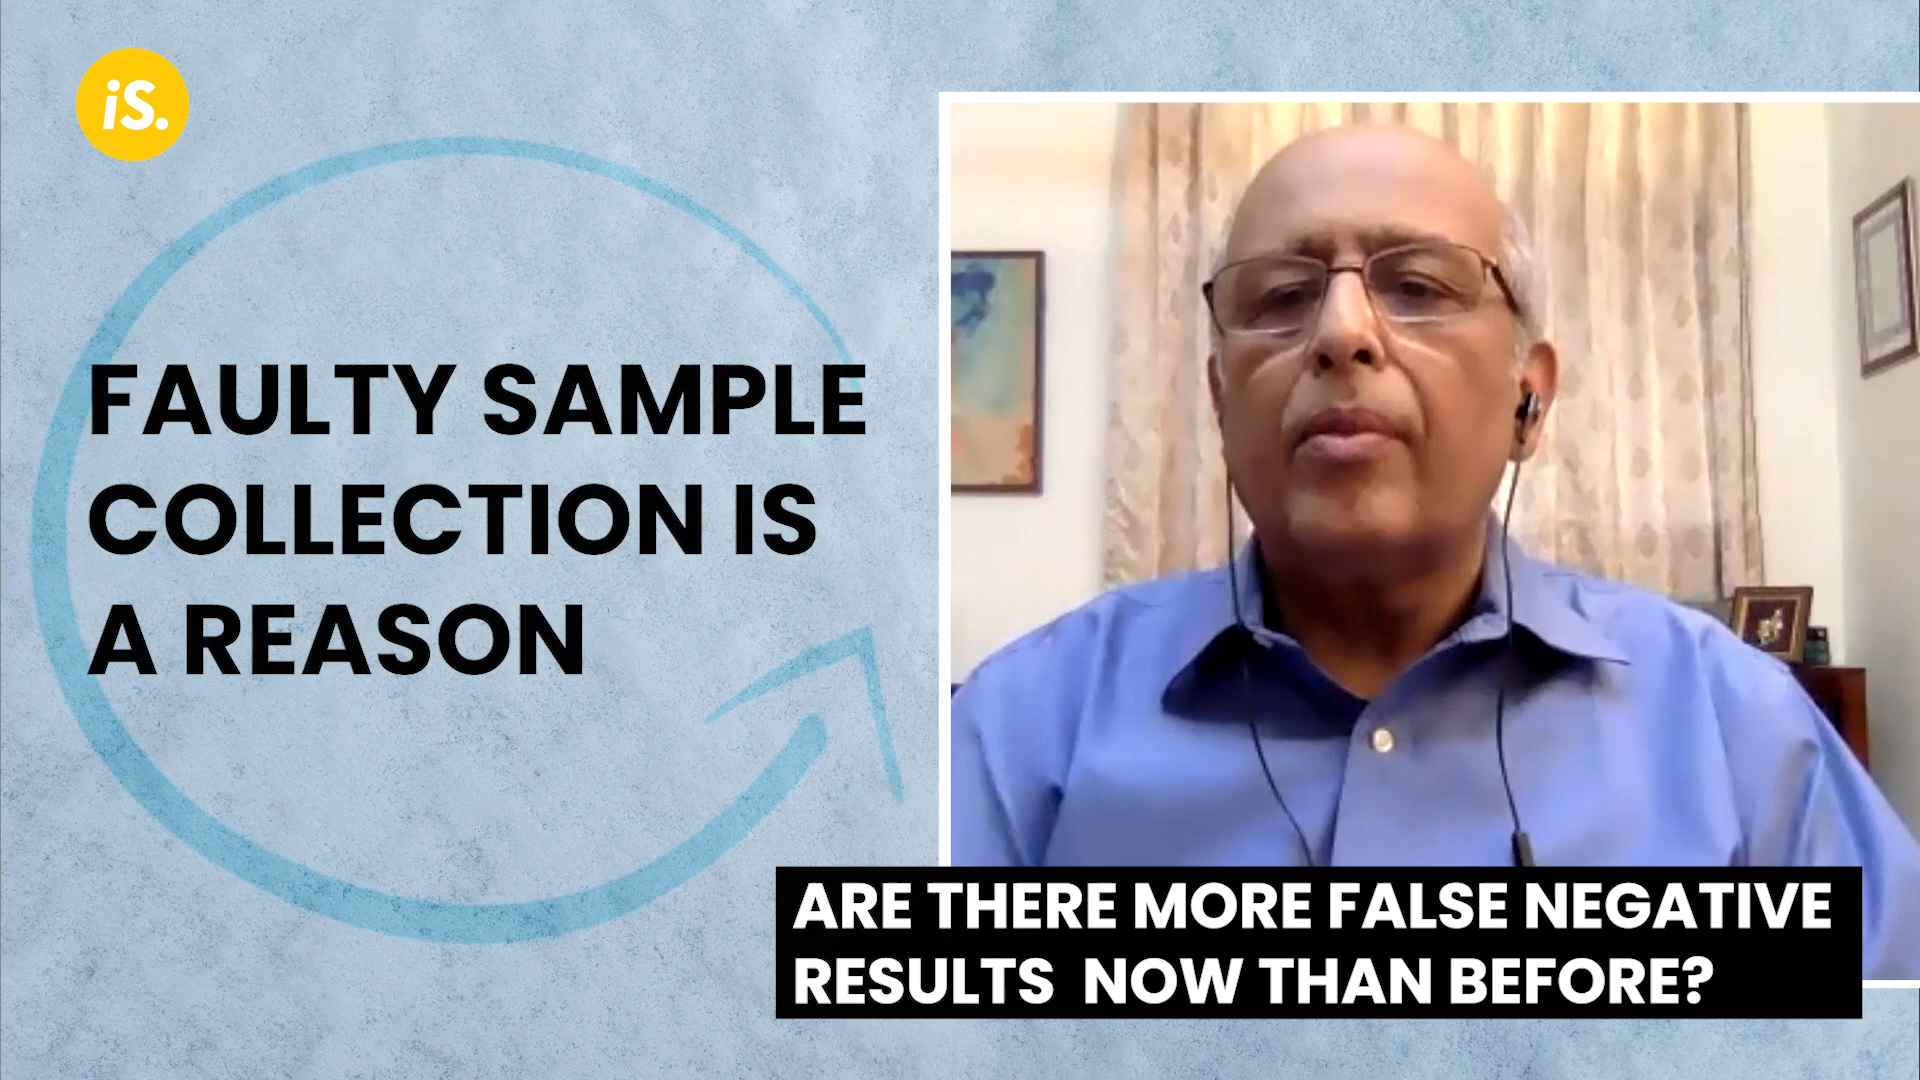 iS.
FAULTY SAMPLE
COLLECTION IS
A REASON
ARE THERE MORE FALSE NEGATIVE
RESULTS NOW THAN BEFORE?